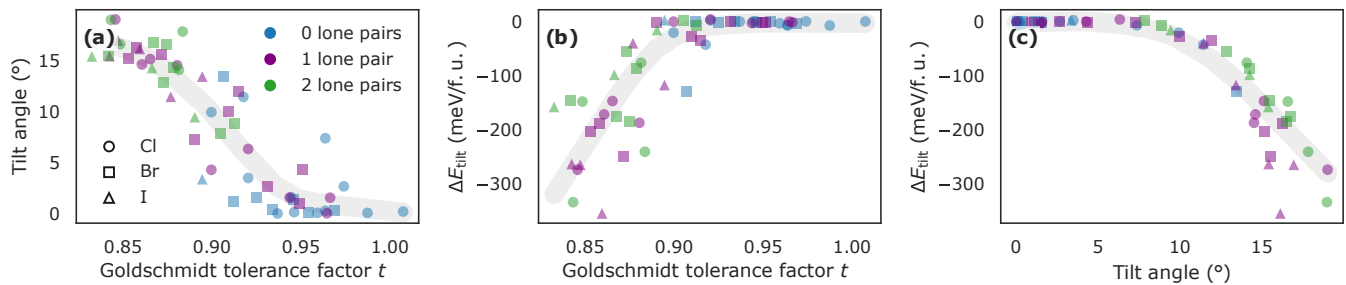 (a)
0 lone pairs
1 lone pair
2 lone pairs
Cl
Br
I
15
10
5
0
Tilt angle (°)
0.85 0.90 0.95 1.00
Goldschmidt tolerance factor t
(b)
0
−100
−200
−300
ΔE_tilt (meV/f. u.)
0.85 0.90 0.95 1.00
Goldschmidt tolerance factor t
(c)
0
−100
−200
−300
ΔE_tilt (meV/f. u.)
0 5 10 15
Tilt angle (°)